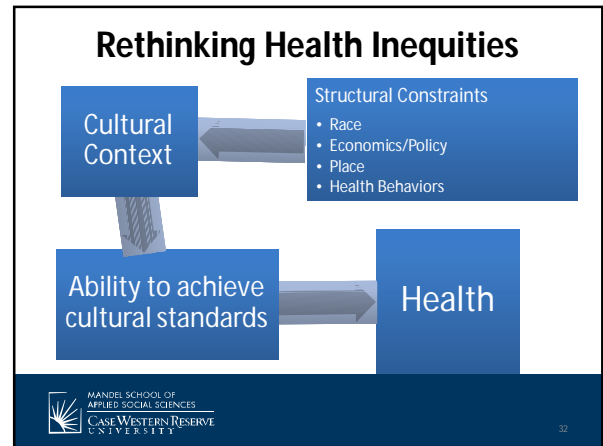 Rethinking Health Inequities
Cultural
Context
Structural Constraints
• Race
• Economics/Policy
• Place
• Health Behaviors
Ability to achieve
cultural standards
Health
MANDEL SCHOOL OF
APPLIED SOCIAL SCIENCES
CASE WESTERN RESERVE
UNIVERSITY
32